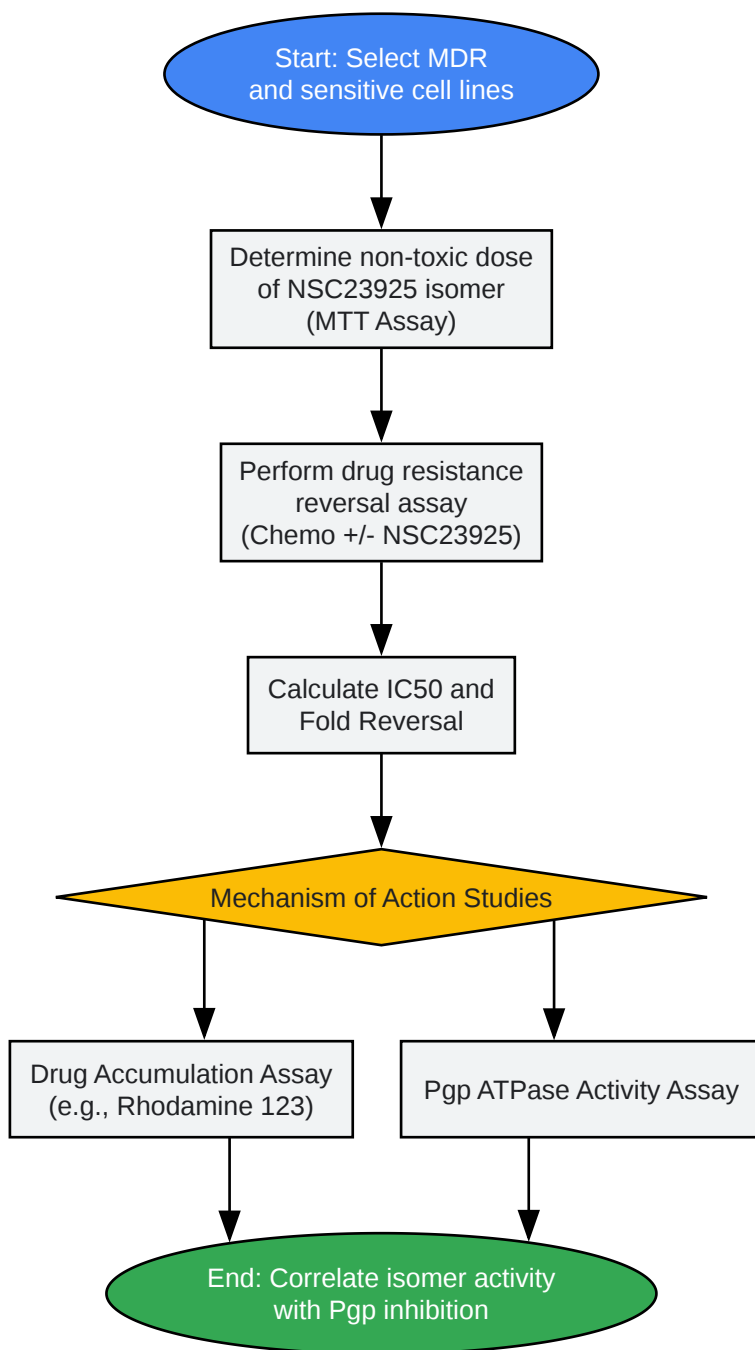 Start: Select MDR
and sensitive cell lines
Determine non-toxic dose
of NSC23925 isomer
(MTT Assay)
Perform drug resistance
reversal assay
(Chemo +/- NSC23925)
Calculate IC50 and
Fold Reversal
Mechanism of Action Studies
Drug Accumulation Assay
(e.g., Rhodamine 123)
Pgp ATPase Activity Assay
End: Correlate isomer activity
with Pgp inhibition